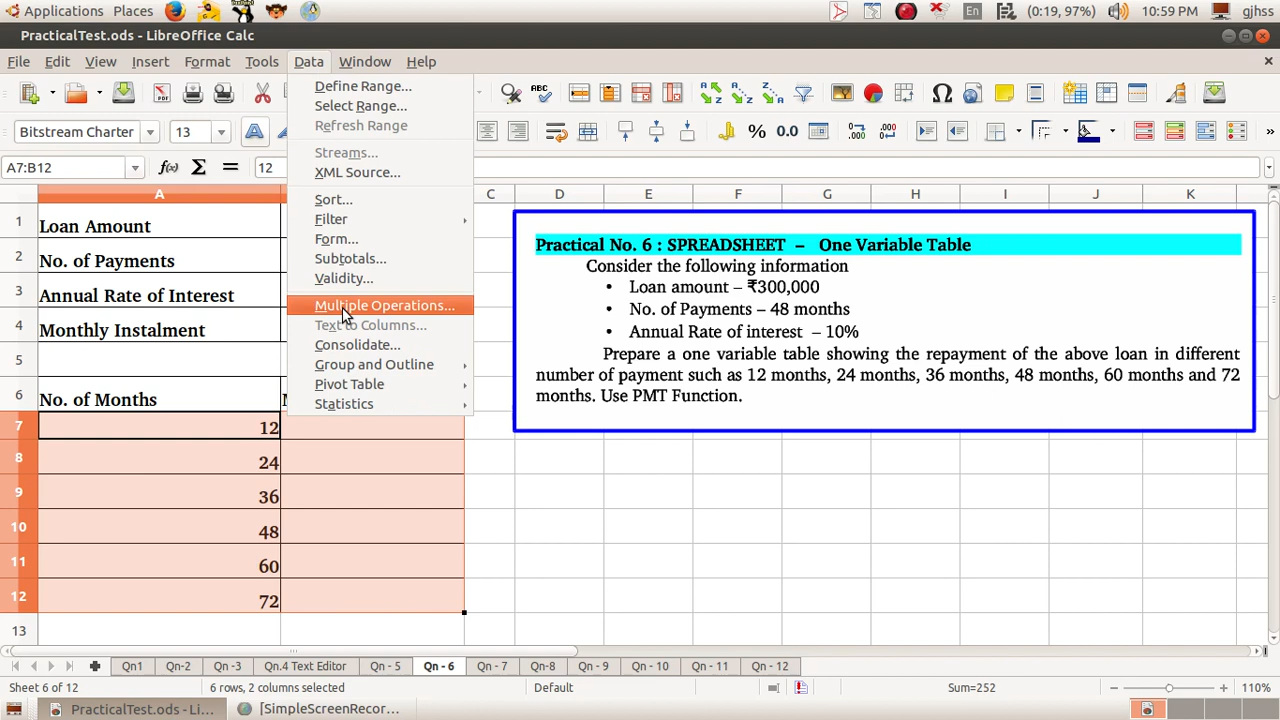 Applications Places En (0:19, 97%) 10:59 PM gjhss
PracticalTest.ods - LibreOffice Calc
File Edit View Insert Format Tools Data Window Help
Bitstream Charter 13 % 0.0
A7:B12 12
Define Range...
Select Range...
Refresh Range
Streams...
XML Source...
Sort...
Filter
Form...
Subtotals...
Validity...
Multiple Operations...
Text to Columns...
Consolidate...
Group and Outline
Pivot Table
Statistics
A C D E F G H I J K
1 Loan Amount
2 No. of Payments
3 Annual Rate of Interest
4 Monthly Instalment
5
6 No. of Months
7 12
8 24
9 36
10 48
11 60
12 72
13
Practical No. 6 : SPREADSHEET – One Variable Table
Consider the following information
• Loan amount – ₹300,000
• No. of Payments – 48 months
• Annual Rate of interest – 10%
Prepare a one variable table showing the repayment of the above loan in different
number of payment such as 12 months, 24 months, 36 months, 48 months, 60 months and 72
months. Use PMT Function.
Qn1 Qn-2 Qn -3 Qn.4 Text Editor Qn - 5 Qn - 6 Qn - 7 Qn-8 Qn - 9 Qn - 10 Qn - 11 Qn - 12
Sheet 6 of 12 6 rows, 2 columns selected Default Sum=252 110%
PracticalTest.ods - Li... [SimpleScreenRecor...